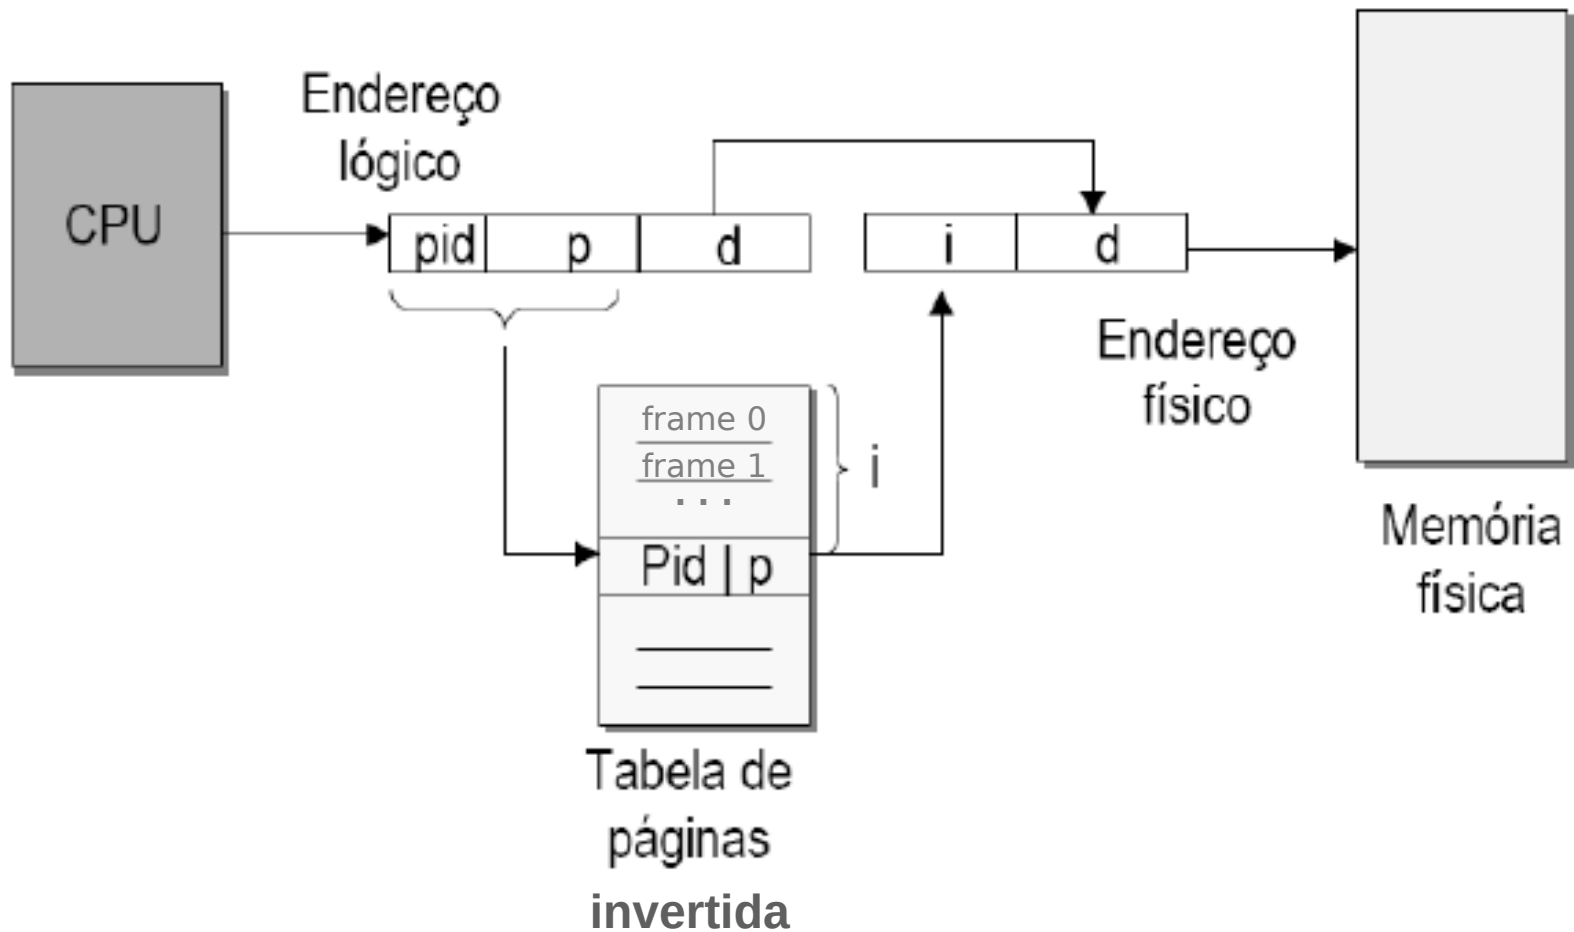 Endereço
lógico
CPU
pid p d
i d
Endereço
físico
frame 0
frame 1
. . .
i
Pid | p
Memória
física
Tabela de
páginas
invertida